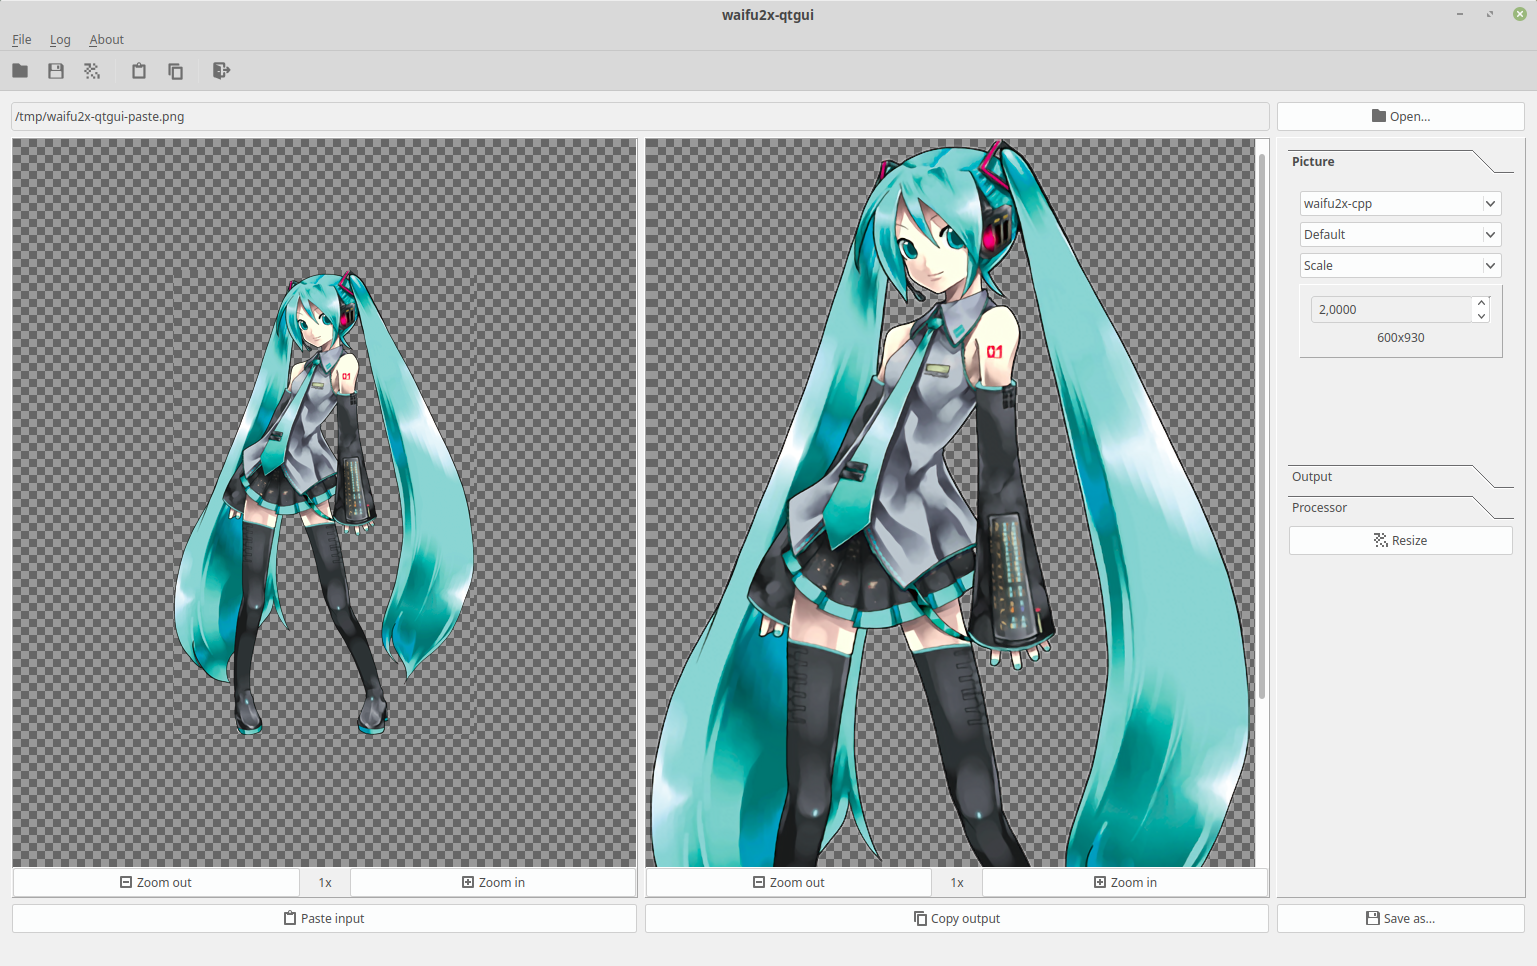 waifu2x-qtgui
File Log About
/tmp/waifu2x-qtgui-paste.png
Open...
Picture
waifu2x-cpp
Default
Scale
2,0000
600x930
Output
Processor
Resize
01
01
Zoom out 1x Zoom in
Zoom out 1x Zoom in
Paste input
Copy output
Save as...